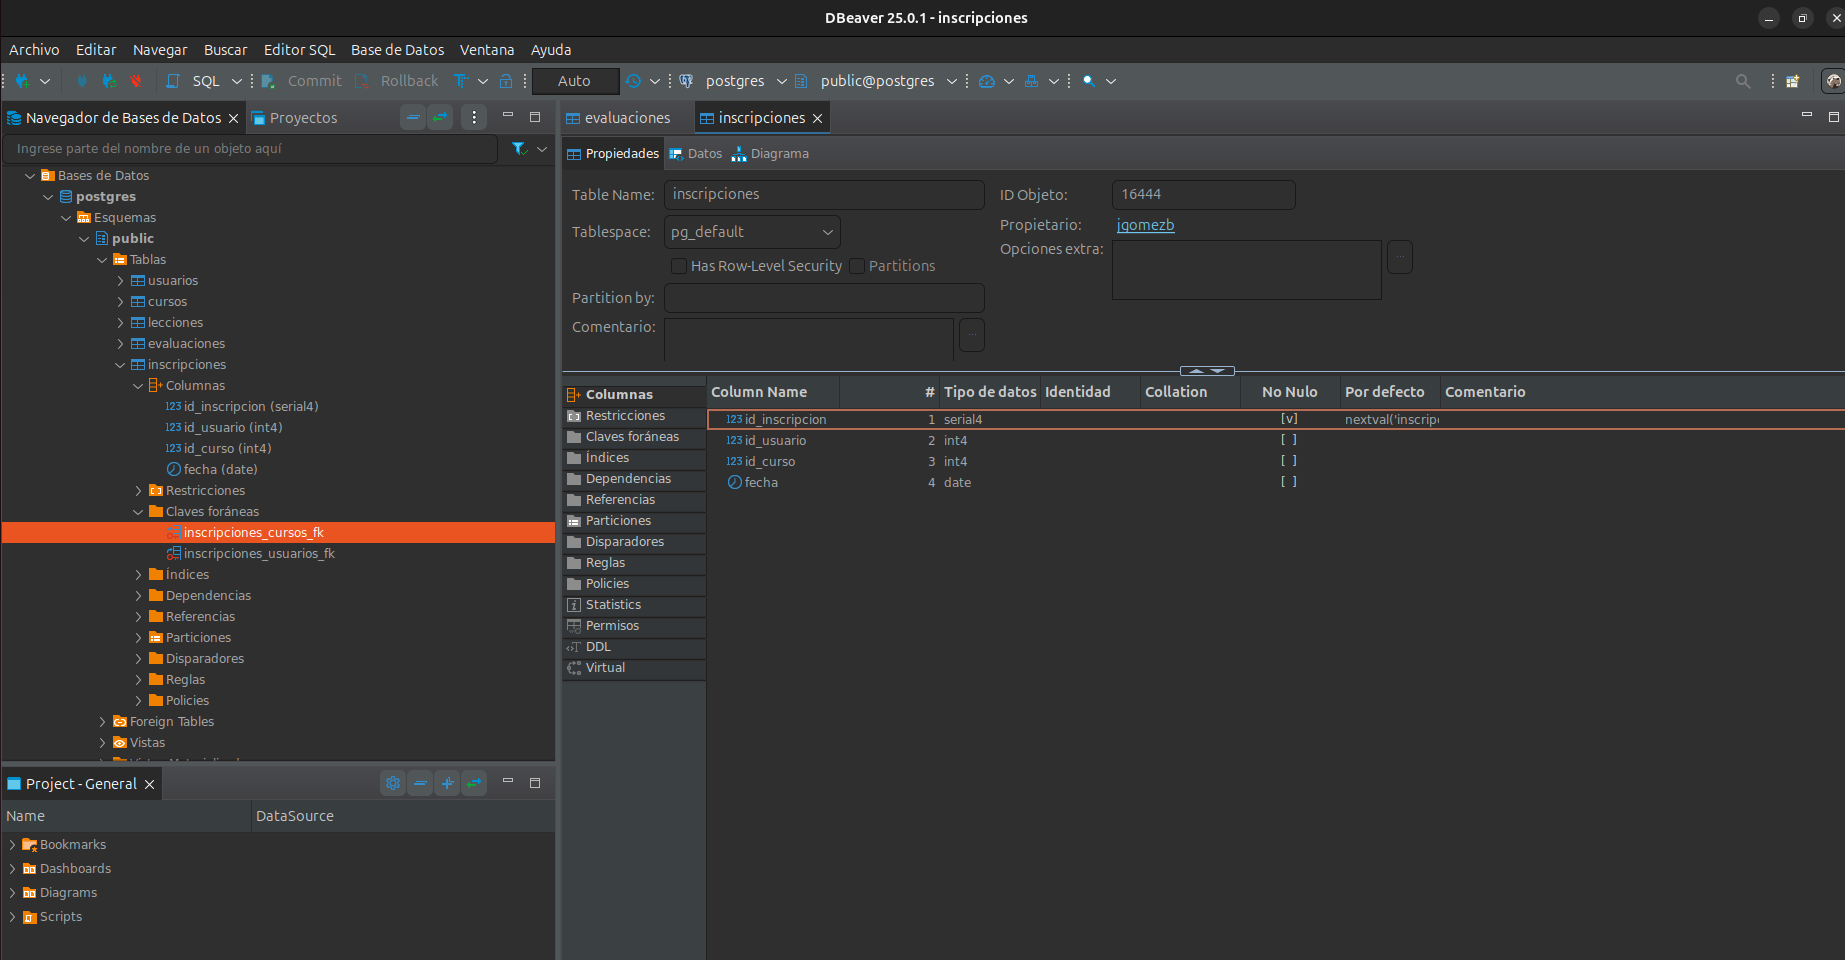 DBeaver 25.0.1 - inscripciones
Archivo Editar Navegar Buscar Editor SQL Base de Datos Ventana Ayuda
SQL Commit Rollback Auto postgres public@postgres
Navegador de Bases de Datos Proyectos
Ingrese parte del nombre de un objeto aquí
Bases de Datos
postgres
Esquemas
public
Tablas
usuarios
cursos
lecciones
evaluaciones
inscripciones
Columnas
123 id_inscripcion (serial4)
123 id_usuario (int4)
123 id_curso (int4)
fecha (date)
Restricciones
Claves foráneas
inscripciones_cursos_fk
inscripciones_usuarios_fk
Índices
Dependencias
Referencias
Particiones
Disparadores
Reglas
Policies
Foreign Tables
Vistas
Project - General
Name DataSource
Bookmarks
Dashboards
Diagrams
Scripts
evaluaciones inscripciones
Propiedades Datos Diagrama
Table Name: inscripciones
Tablespace: pg_default
Has Row-Level Security Partitions
Partition by:
Comentario: ...
ID Objeto: 16444
Propietario: jgomezb
Opciones extra: ...
Columnas
Restricciones
Claves foráneas
Índices
Dependencias
Referencias
Particiones
Disparadores
Reglas
Policies
Statistics
Permisos
DDL
Virtual
Column Name # Tipo de datos Identidad Collation No Nulo Por defecto Comentario
123 id_inscripcion 1 serial4 [v] nextval('inscrip
123 id_usuario 2 int4 [ ]
123 id_curso 3 int4 [ ]
fecha 4 date [ ]